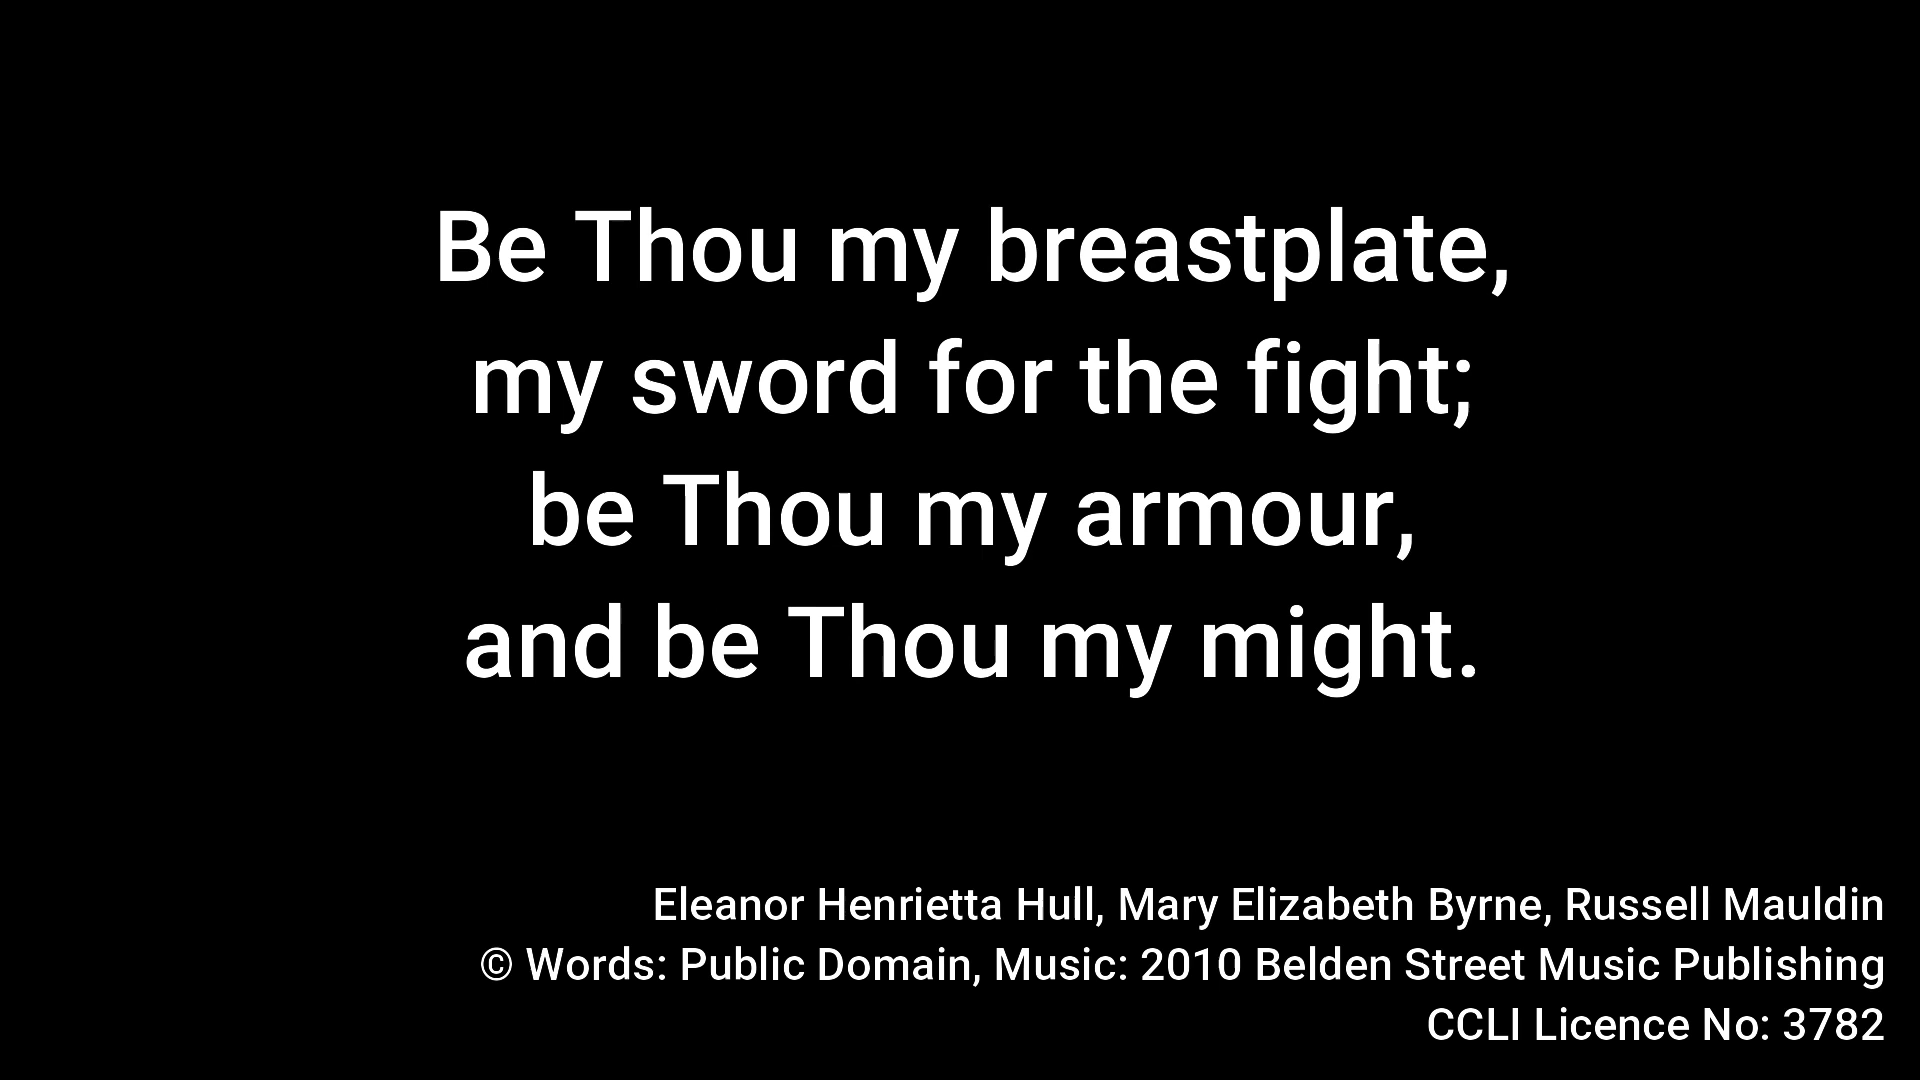 Be Thou my breastplate,
my sword for the fight;
be Thou my armour,
and be Thou my might.
Eleanor Henrietta Hull, Mary Elizabeth Byrne, Russell Mauldin
© Words: Public Domain, Music: 2010 Belden Street Music Publishing
CCLI Licence No: 3782